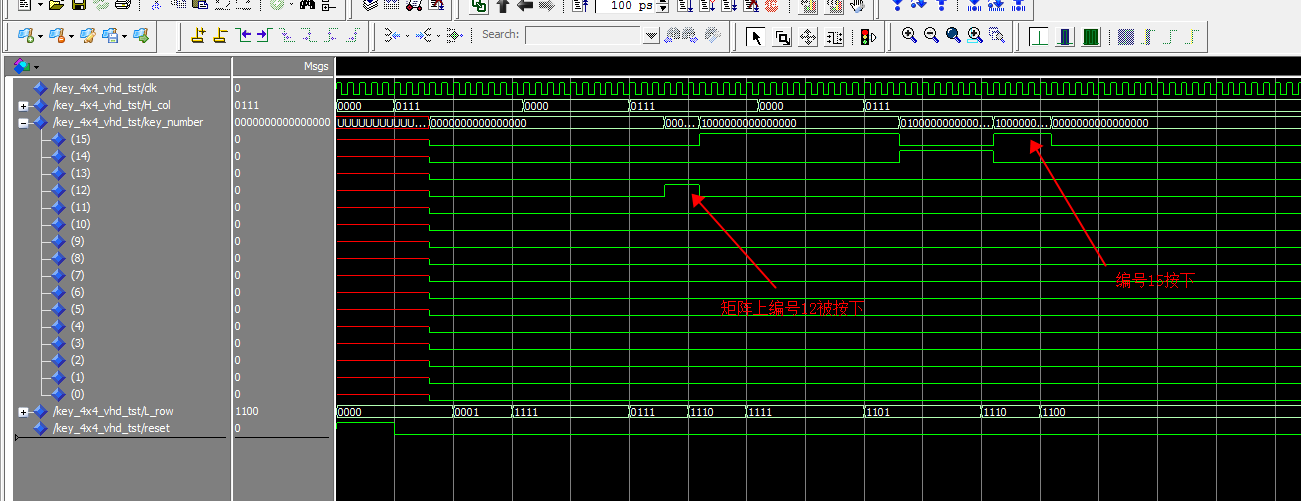 100 ps
Search:
Msgs
/key_4x4_vhd_tst/clk 0
/key_4x4_vhd_tst/H_col 0111 0000 0111 0000 0111 0000 0111
/key_4x4_vhd_tst/key_number 0000000000000000 UUUUUUUUUUU... 0000000000000000 000... 1000000000000000 010000000000... 1000000... 0000000000000000
(15) 0
(14) 0
(13) 0
(12) 0
(11) 0
(10) 0
(9) 0
(8) 0
(7) 0
(6) 0
编号15按下
(5) 0
矩阵上编号12被按下
(4) 0
(3) 0
(2) 0
(1) 0
(0) 0
/key_4x4_vhd_tst/L_row 1100 0000 0001 1111 0111 1110 1111 1101 1110 1100
/key_4x4_vhd_tst/reset 0